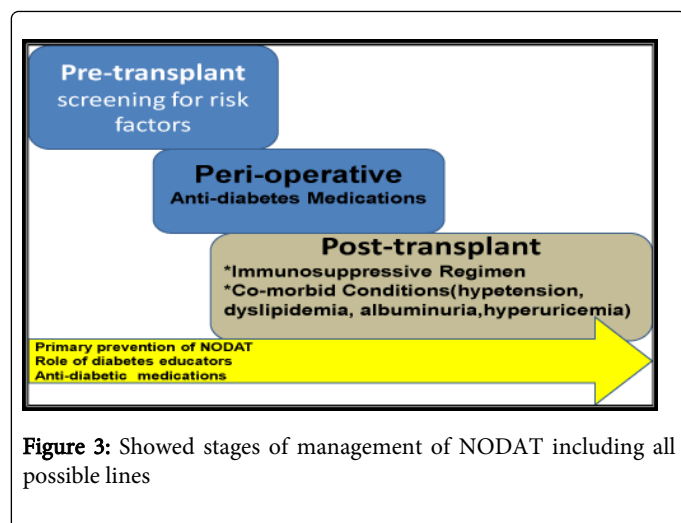 Pre-transplant
screening for risk
factors
Peri-operative
Anti-diabetes Medications
Post-transplant
*Immunosuppressive Regimen
*Co-morbid Conditions(hypetension,
dyslipidemia, albuminuria,hyperuricemia)
Primary prevention of NODAT
Role of diabetes educators
Anti-diabetic medications
Figure 3: Showed stages of management of NODAT including all
possible lines